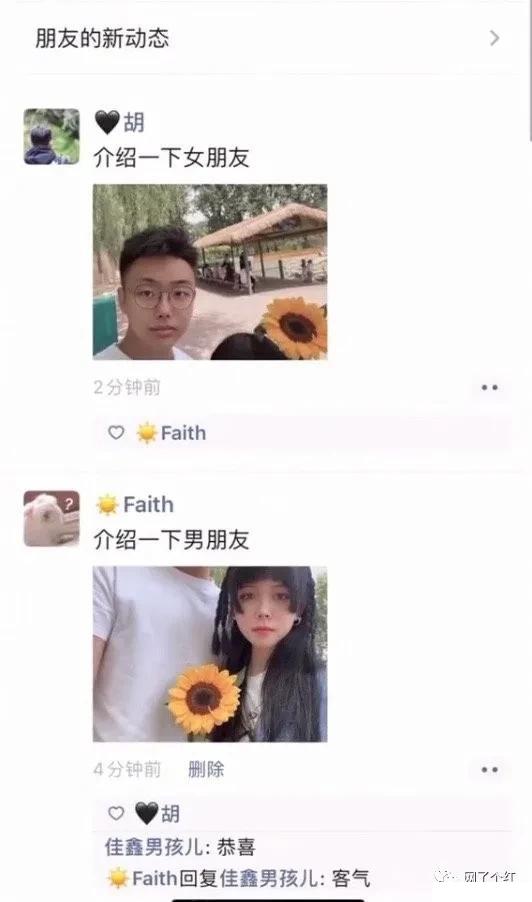 朋友的新动态
🖤胡
介绍一下女朋友
2分钟前
☀️Faith
☀️Faith
介绍一下男朋友
?
4分钟前 删除
🖤胡
佳鑫男孩儿: 恭喜
☀️Faith回复佳鑫男孩儿: 客气
网了个红